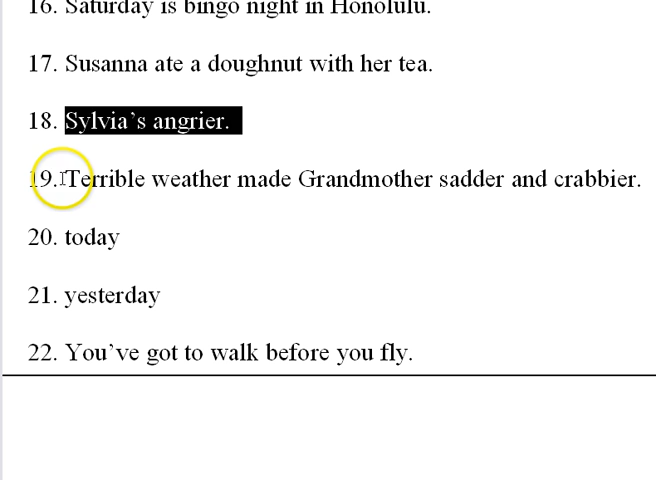 16. Saturday is bingo night in Honolulu.
17. Susanna ate a doughnut with her tea.
18. Sylvia’s angrier.
19. Terrible weather made Grandmother sadder and crabbier.
20. today
21. yesterday
22. You’ve got to walk before you fly.